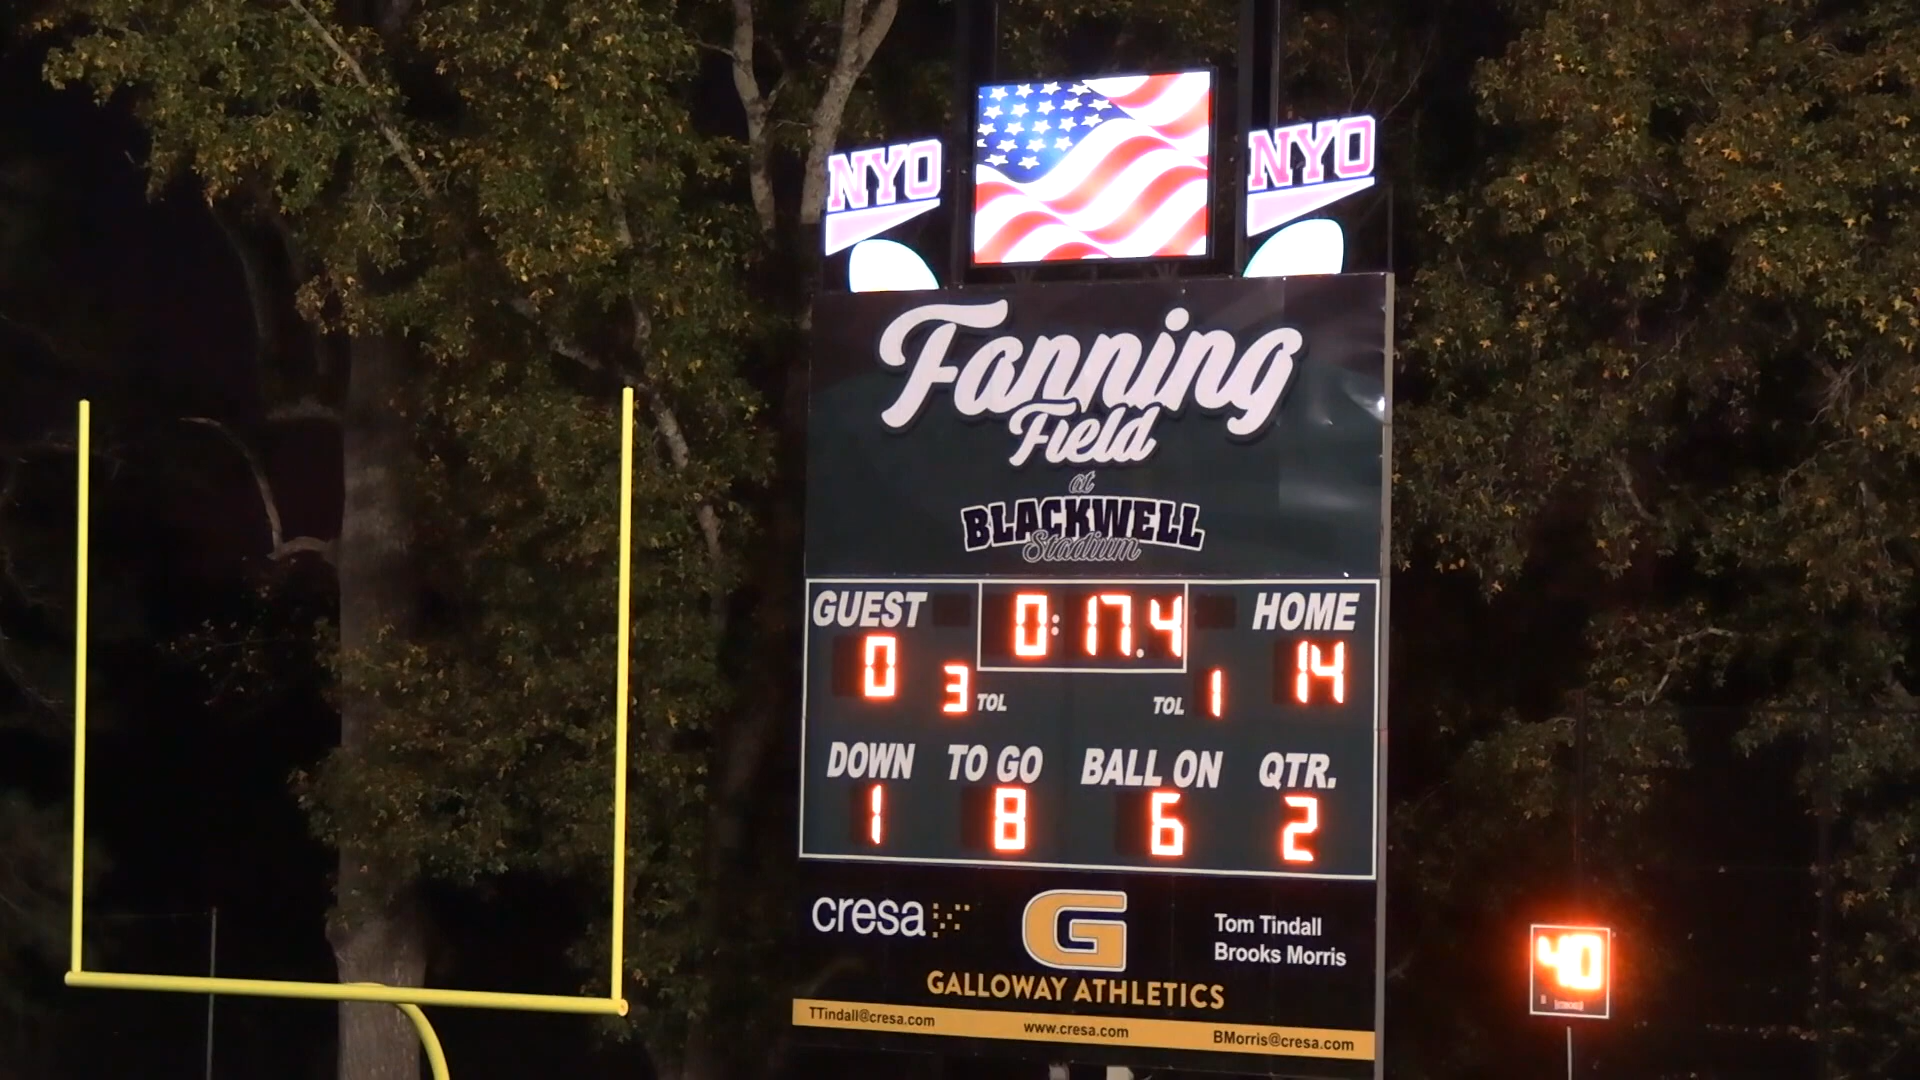 NYO NYO
Fanning
Field
at
BLACKWELL
Stadium
GUEST 0:17.4 HOME
0 3 TOL TOL 1 14
DOWN TO GO BALL ON QTR.
1 8 6 2
cresa G Tom Tindall
Brooks Morris
GALLOWAY ATHLETICS
TTindall@cresa.com www.cresa.com BMorris@cresa.com
40